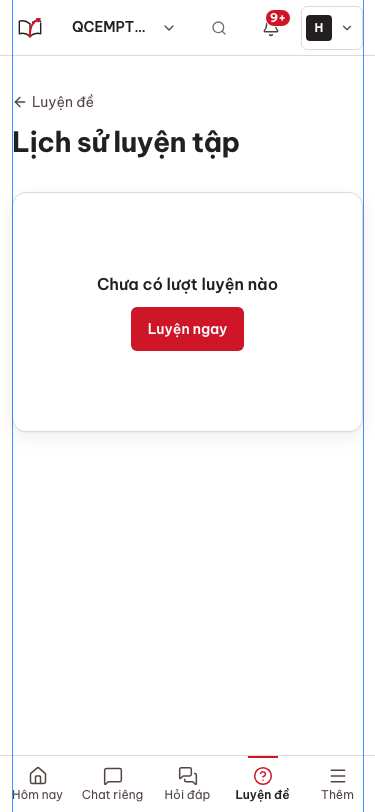 QCEMPT...
9+
H
Luyện đề
Lịch sử luyện tập
Chưa có lượt luyện nào
Luyện ngay
Hôm nay
Chat riêng
Hỏi đáp
Luyện đề
Thêm